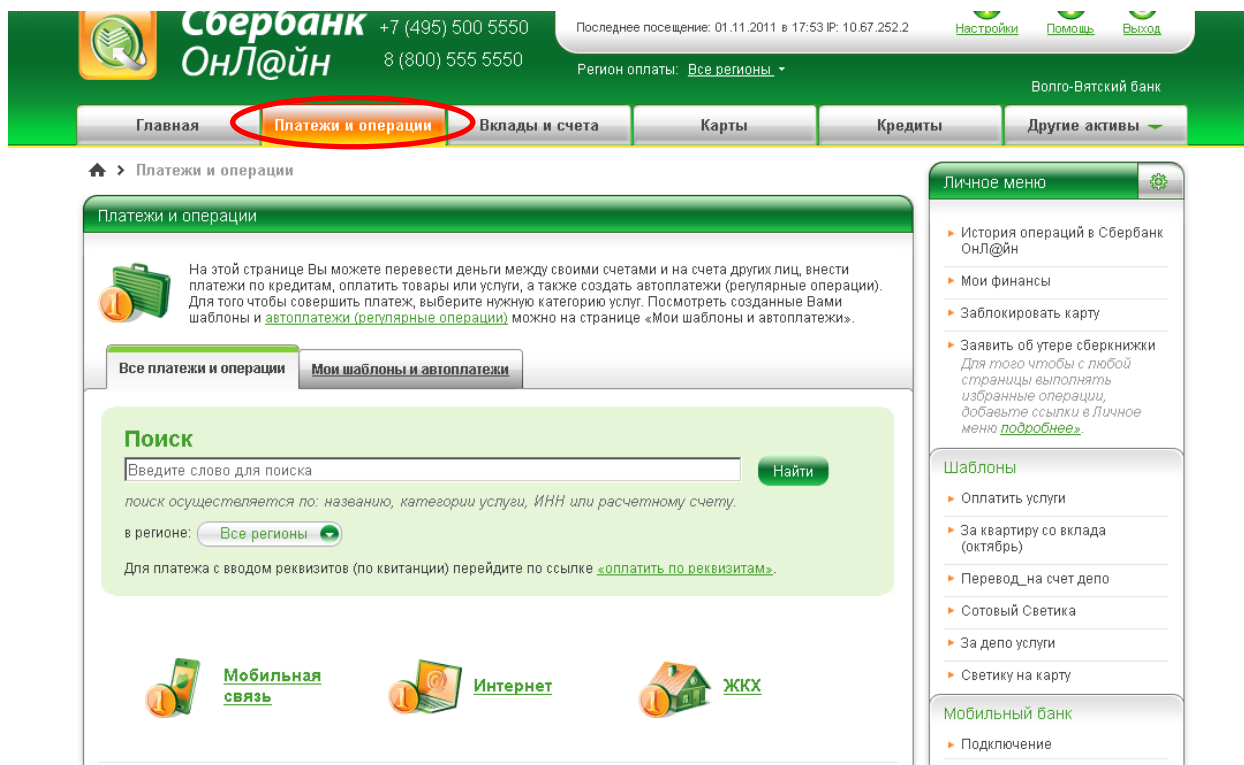 Сбербанк
ОнЛ@йн
+7 (495) 500 5550
8 (800) 555 5550
Последнее посещение: 01.11.2011 в 17:53 IP: 10.67.252.2
Регион оплаты: Все регионы
Настройки Помощь Выход
Волго-Вятский банк
Главная Платежи и операции Вклады и счета Карты Кредиты Другие активы
Платежи и операции
Платежи и операции
На этой странице Вы можете перевести деньги между своими счетами и на счета других лиц, внести
платежи по кредитам, оплатить товары или услуги, а также создать автоплатежи (регулярные операции).
Для того чтобы совершить платеж, выберите нужную категорию услуг. Посмотреть созданные Вами
шаблоны и автоплатежи (регулярные операции) можно на странице «Мои шаблоны и автоплатежи».
Все платежи и операции Мои шаблоны и автоплатежи
Поиск
Введите слово для поиска
Найти
поиск осуществляется по: названию, категории услуги, ИНН или расчетному счету.
в регионе: Все регионы
Для платежа с вводом реквизитов (по квитанции) перейдите по ссылке «оплатить по реквизитам».
Мобильная
связь
Интернет
ЖКХ
Личное меню
История операций в Сбербанк
ОнЛ@йн
Мои финансы
Заблокировать карту
Заявить об утере сберкнижки
Для того чтобы с любой
страницы выполнять
избранные операции,
добавьте ссылки в Личное
меню подробнее».
Шаблоны
Оплатить услуги
За квартиру со вклада
(октябрь)
Перевод_на счет депо
Сотовый Светика
За депо услуги
Светику на карту
Мобильный банк
Подключение